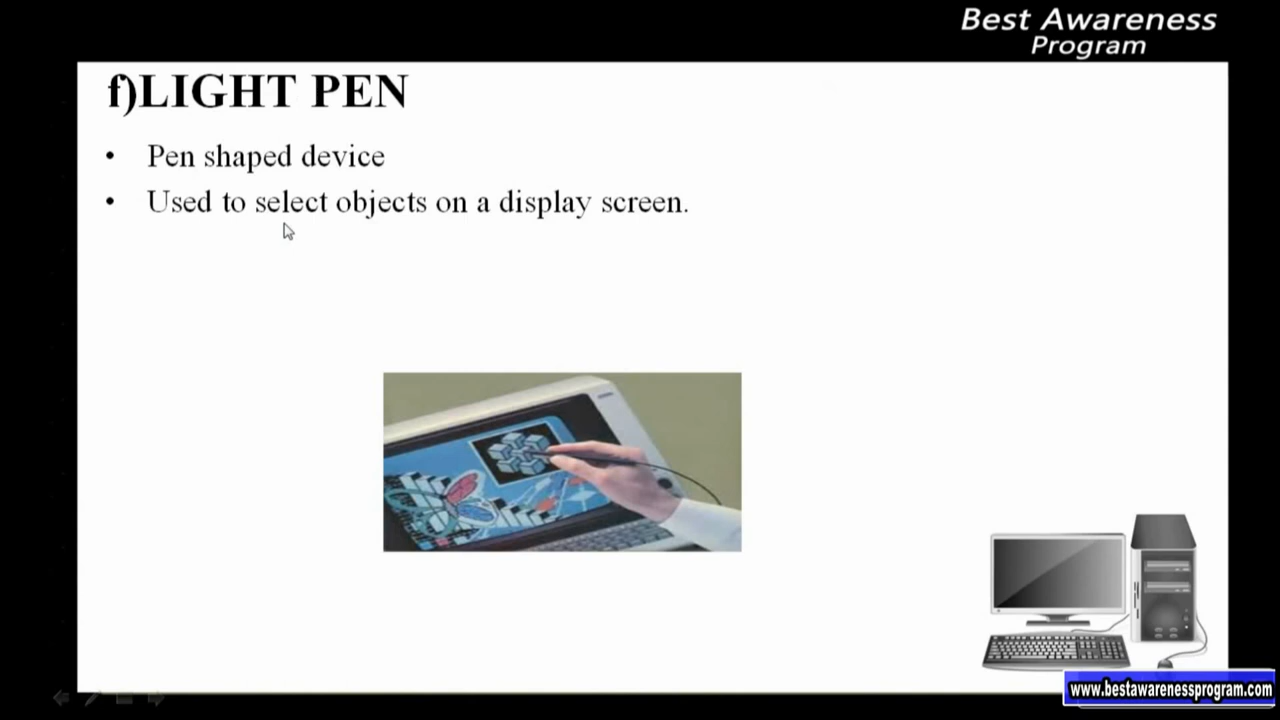 Best Awareness
Program
f)LIGHT PEN
• Pen shaped device
• Used to select objects on a display screen.
www.bestawarenessprogram.com